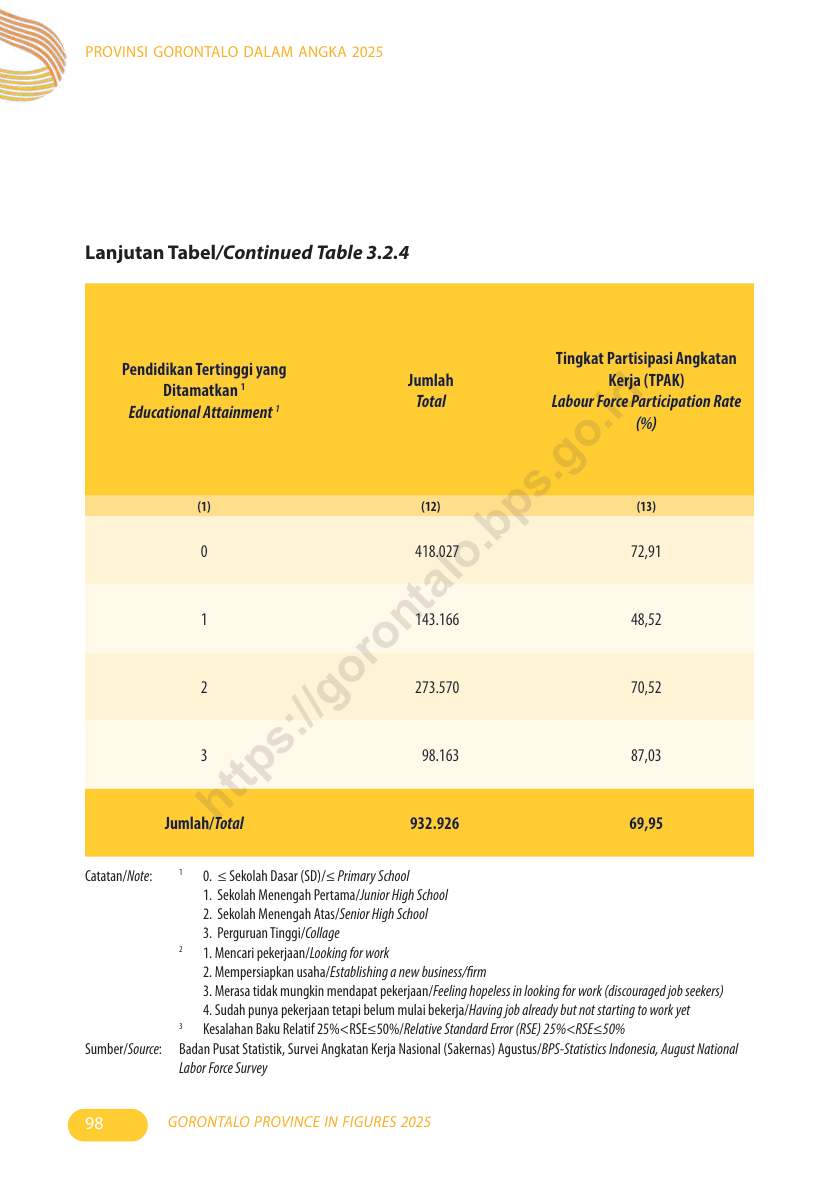 PROVINSI GORONTALO DALAM ANGKA 2025
Lanjutan Tabel/Continued Table 3.2.4
Pendidikan Tertinggi yang
Ditamatkan 1
Educational Attainment 1
Jumlah
Total
Tingkat Partisipasi Angkatan
Kerja (TPAK)
Labour Force Participation Rate
(%)
(1) (12) (13)
0 418.027 72,91
1 143.166 48,52
2 273.570 70,52
3 98.163 87,03
Jumlah/Total 932.926 69,95
https://gorontalo.bps.go.id
Catatan/Note: 1 0. ≤ Sekolah Dasar (SD)/≤ Primary School
1. Sekolah Menengah Pertama/Junior High School
2. Sekolah Menengah Atas/Senior High School
3. Perguruan Tinggi/Collage
2 1. Mencari pekerjaan/Looking for work
2. Mempersiapkan usaha/Establishing a new business/firm
3. Merasa tidak mungkin mendapat pekerjaan/Feeling hopeless in looking for work (discouraged job seekers)
4. Sudah punya pekerjaan tetapi belum mulai bekerja/Having job already but not starting to work yet
3 Kesalahan Baku Relatif 25%<RSE≤50%/Relative Standard Error (RSE) 25%<RSE≤50%
Sumber/Source: Badan Pusat Statistik, Survei Angkatan Kerja Nasional (Sakernas) Agustus/BPS-Statistics Indonesia, August National
Labor Force Survey
98 GORONTALO PROVINCE IN FIGURES 2025